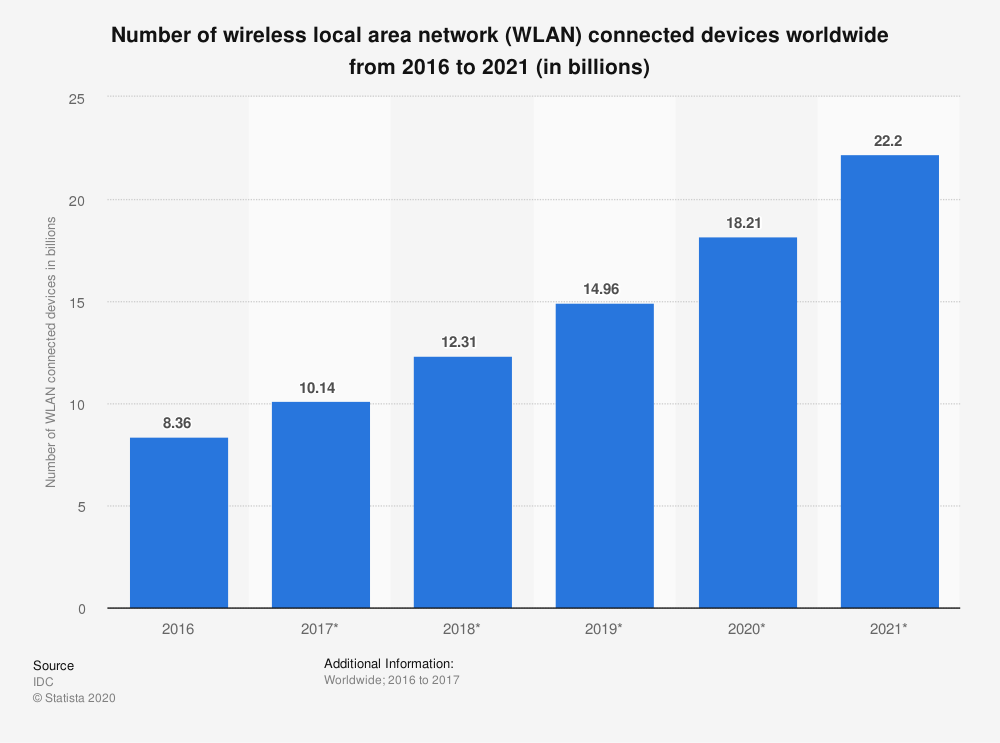 Number of wireless local area network (WLAN) connected devices worldwide
from 2016 to 2021 (in billions)
Number of WLAN connected devices in billions
25
20
15
10
5
0
8.36
10.14
12.31
14.96
18.21
22.2
2016
2017*
2018*
2019*
2020*
2021*
Source
IDC
© Statista 2020
Additional Information:
Worldwide; 2016 to 2017